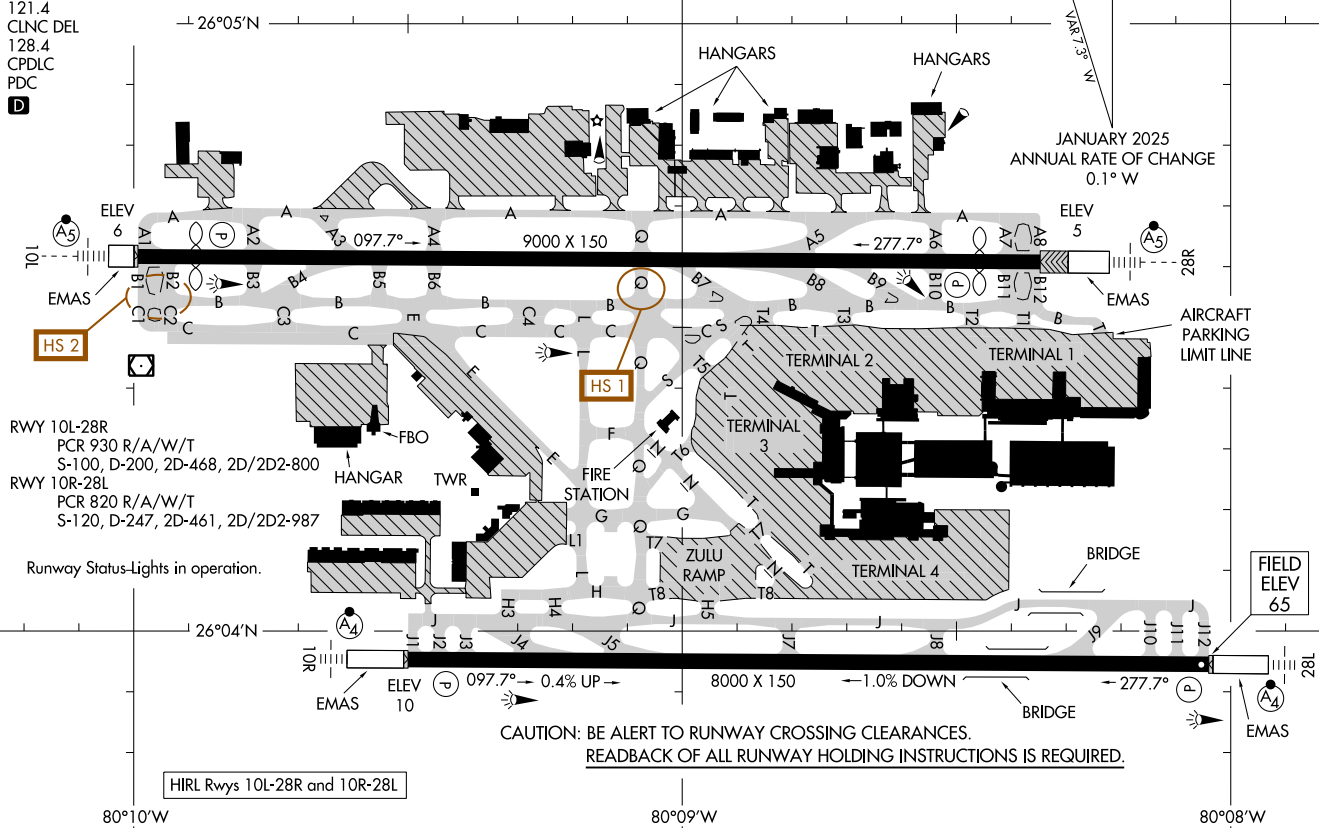 121.4
CLNC DEL
128.4
CPDLC
PDC
D
26°05'N
VAR 7.3° W
HANGARS
HANGARS
JANUARY 2025
ANNUAL RATE OF CHANGE
0.1° W
ELEV
6
A5
10L
EMAS
A A A A A
A1 A2 A3 A4 A5 A6 A7 A8
P
097.7°
9000 X 150
277.7°
Q
ELEV
5
A5
28R
EMAS
B1 B2 B3 B4 B5 B6 B7 B8 B9 B10 B11 B12
Q
P
B B B B B B B
C1 C2 C3 C4
C C C C C
E L S
T4 T3 T2 T1
T T T
HS 2
HS 1
AIRCRAFT
PARKING
LIMIT LINE
TERMINAL 2
TERMINAL 1
L Q S T5 T
E
RWY 10L-28R
PCR 930 R/A/W/T
S-100, D-200, 2D-468, 2D/2D2-800
RWY 10R-28L
PCR 820 R/A/W/T
S-120, D-247, 2D-461, 2D/2D2-987
FBO
HANGAR
TWR
F
E
FIRE
STATION
TERMINAL
3
Q N T6 N
G Q G
T T7 T
L1 T7
ZULU
RAMP
N
TERMINAL 4
BRIDGE
Runway Status Lights in operation.
FIELD
ELEV
65
L H Q T8 T8
H3 H4 H5
J J J J
26°04'N
A4
10R
J1 J2 J3 J4 J5 J7 J8 J9 J10 J11 J12
28L
EMAS
ELEV
10
P
097.7°
0.4% UP
8000 X 150
1.0% DOWN
277.7°
P
A4
EMAS
BRIDGE
CAUTION: BE ALERT TO RUNWAY CROSSING CLEARANCES.
READBACK OF ALL RUNWAY HOLDING INSTRUCTIONS IS REQUIRED.
HIRL Rwys 10L-28R and 10R-28L
80°10'W
80°09'W
80°08'W